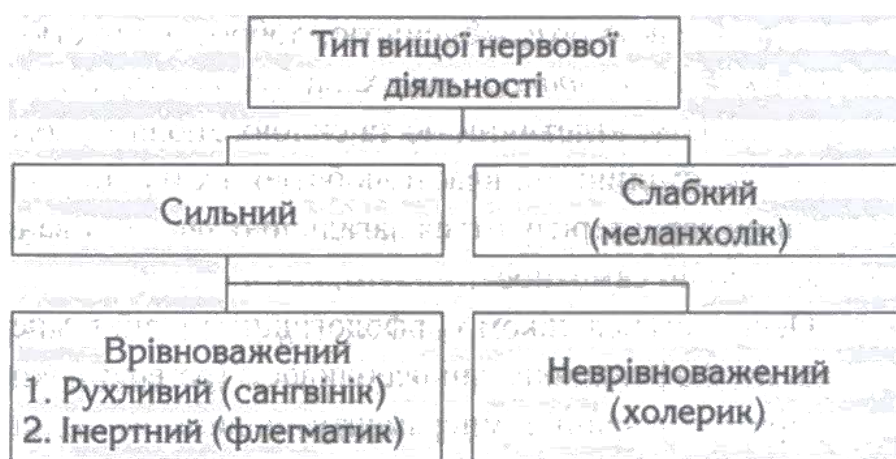 Тип вищої нервової
діяльності
Сильний
Слабкий
(меланхолік)
Врівноважений
1. Рухливий (сангвінік)
2. Інертний (флегматик)
Неврівноважений
(холерик)